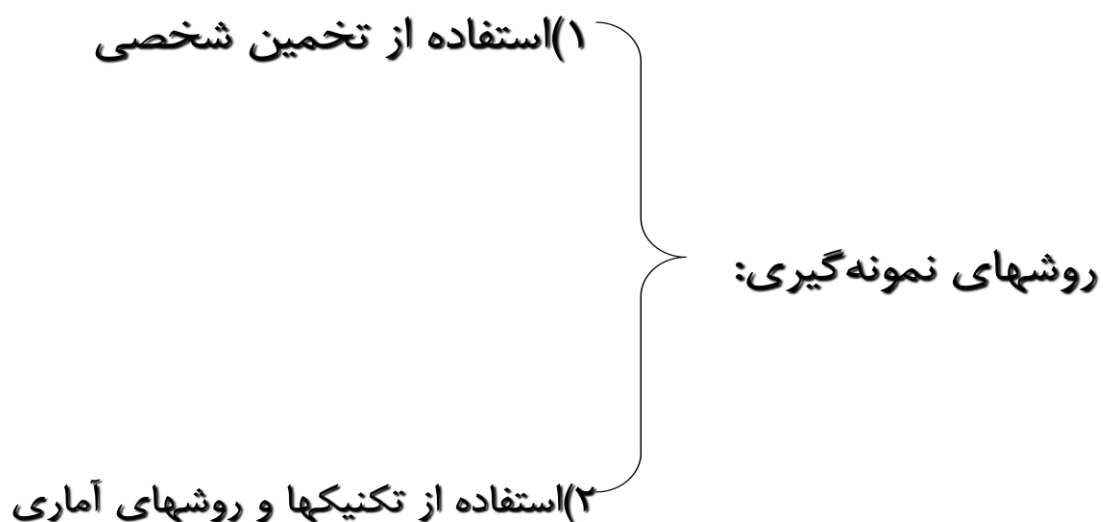 روشهای نمونه‌گیری:
۱)استفاده از تخمین شخصی
۲)استفاده از تکنیکها و روشهای آماری